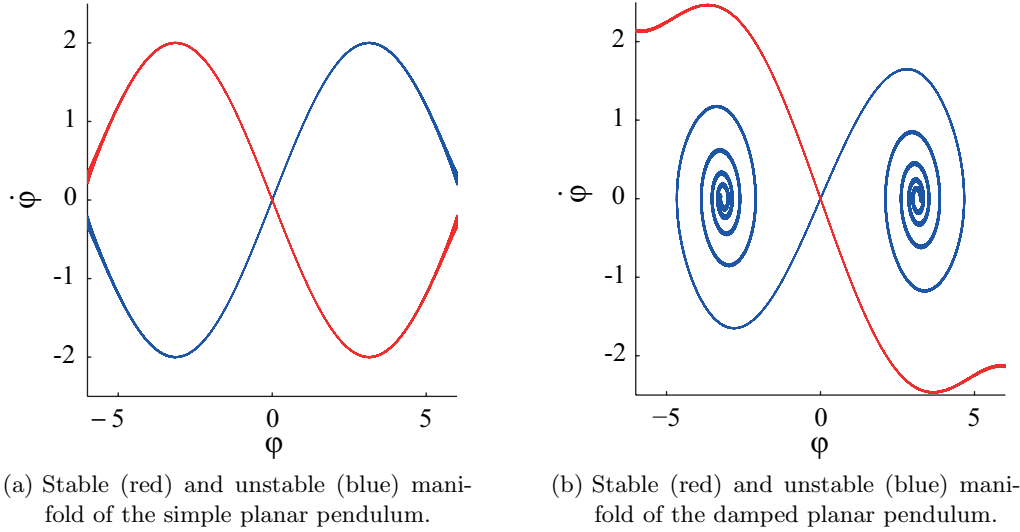 2
1
0
-1
-2
φ̇
−5
0
5
φ
(a) Stable (red) and unstable (blue) mani-
fold of the simple planar pendulum.
2
1
0
-1
-2
φ̇
−5
0
5
φ
(b) Stable (red) and unstable (blue) mani-
fold of the damped planar pendulum.